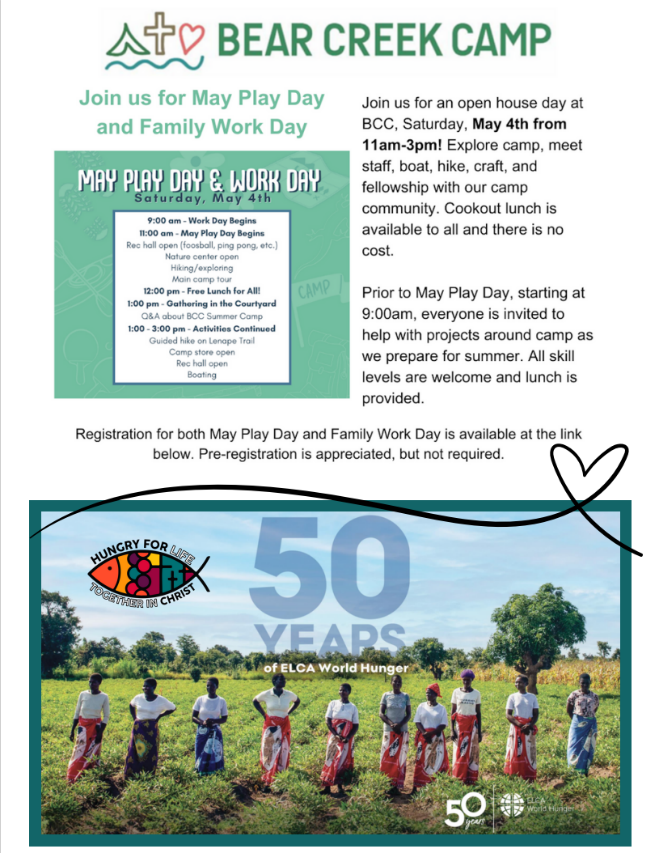 BEAR CREEK CAMP
Join us for May Play Day
and Family Work Day
MAY PLAY DAY & WORK DAY
Saturday, May 4th
9:00 am - Work Day Begins
11:00 am - May Play Day Begins
Rec hall open (foosball, ping pong, etc.)
Nature center open
Hiking/exploring
Main camp tour
12:00 pm - Free Lunch for All!
1:00 pm - Gathering in the Courtyard
Q&A about BCC Summer Camp
1:00 - 3:00 pm - Activities Continued
Guided hike on Lenape Trail
Camp store open
Rec hall open
Boating
CAMP
Join us for an open house day at
BCC, Saturday, May 4th from
11am-3pm! Explore camp, meet
staff, boat, hike, craft, and
fellowship with our camp
community. Cookout lunch is
available to all and there is no
cost.
Prior to May Play Day, starting at
9:00am, everyone is invited to
help with projects around camp as
we prepare for summer. All skill
levels are welcome and lunch is
provided.
Registration for both May Play Day and Family Work Day is available at the link
below. Pre-registration is appreciated, but not required.
HUNGRY FOR LIFE
TOGETHER IN CHRIST
50
YEARS
of ELCA World Hunger
50
years
ELCA
World Hunger